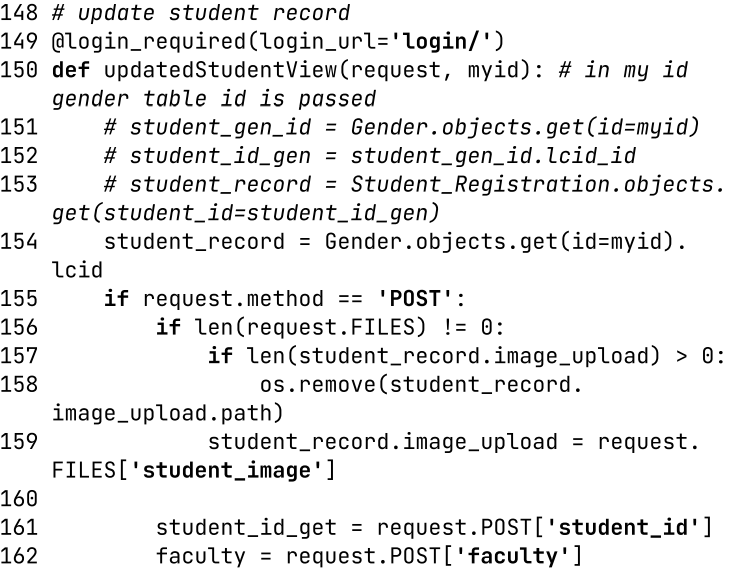 148 # update student record
149 @login_required(login_url='login/')
150 def updatedStudentView(request, myid): # in my id
gender table id is passed
151     # student_gen_id = Gender.objects.get(id=myid)
152     # student_id_gen = student_gen_id.lcid_id
153     # student_record = Student_Registration.objects.
get(student_id=student_id_gen)
154     student_record = Gender.objects.get(id=myid).
lcid
155     if request.method == 'POST':
156         if len(request.FILES) != 0:
157             if len(student_record.image_upload) > 0:
158                 os.remove(student_record.
image_upload.path)
159             student_record.image_upload = request.
FILES['student_image']
160
161         student_id_get = request.POST['student_id']
162         faculty = request.POST['faculty']